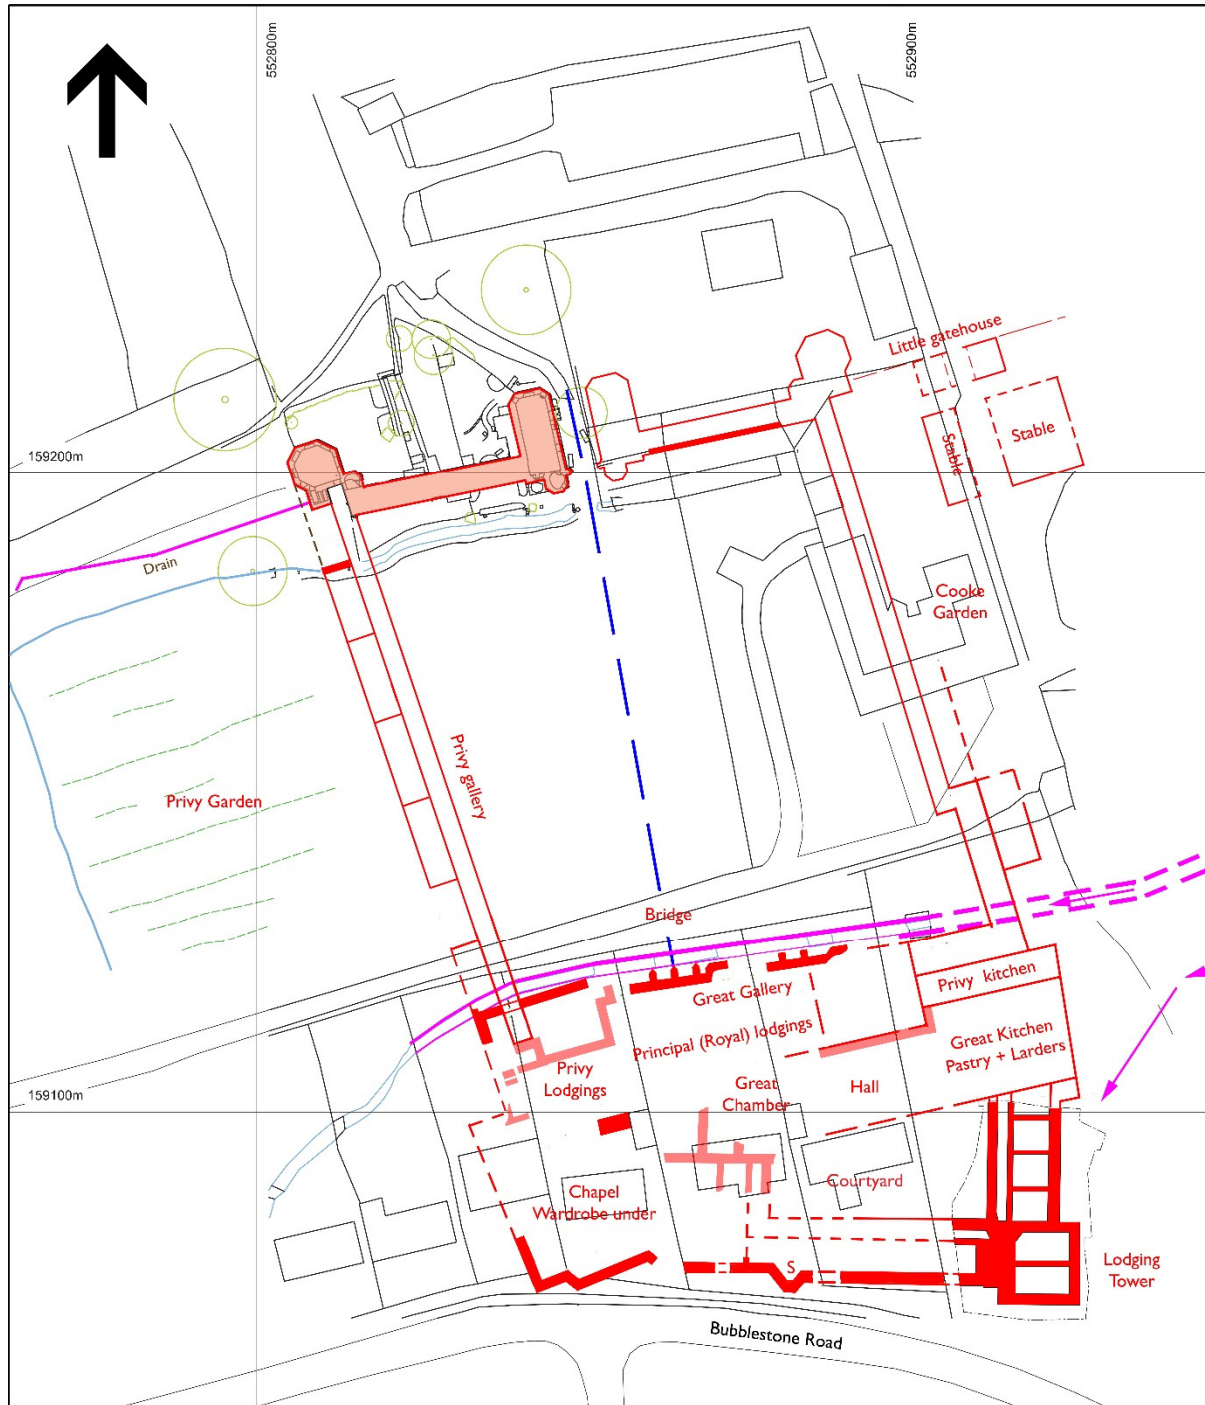 552800m
552900m
Little gatehouse
Stable
Stable
159200m
Drain
Cooke
Garden
Privy gallery
Privy Garden
Bridge
Great Gallery
Privy kitchen
Principal (Royal) lodgings
Great Kitchen
Pastry + Larders
Privy
Lodgings
Great
Chamber
Hall
159100m
Chapel
Wardrobe under
Courtyard
S
Lodging
Tower
Bubblestone Road